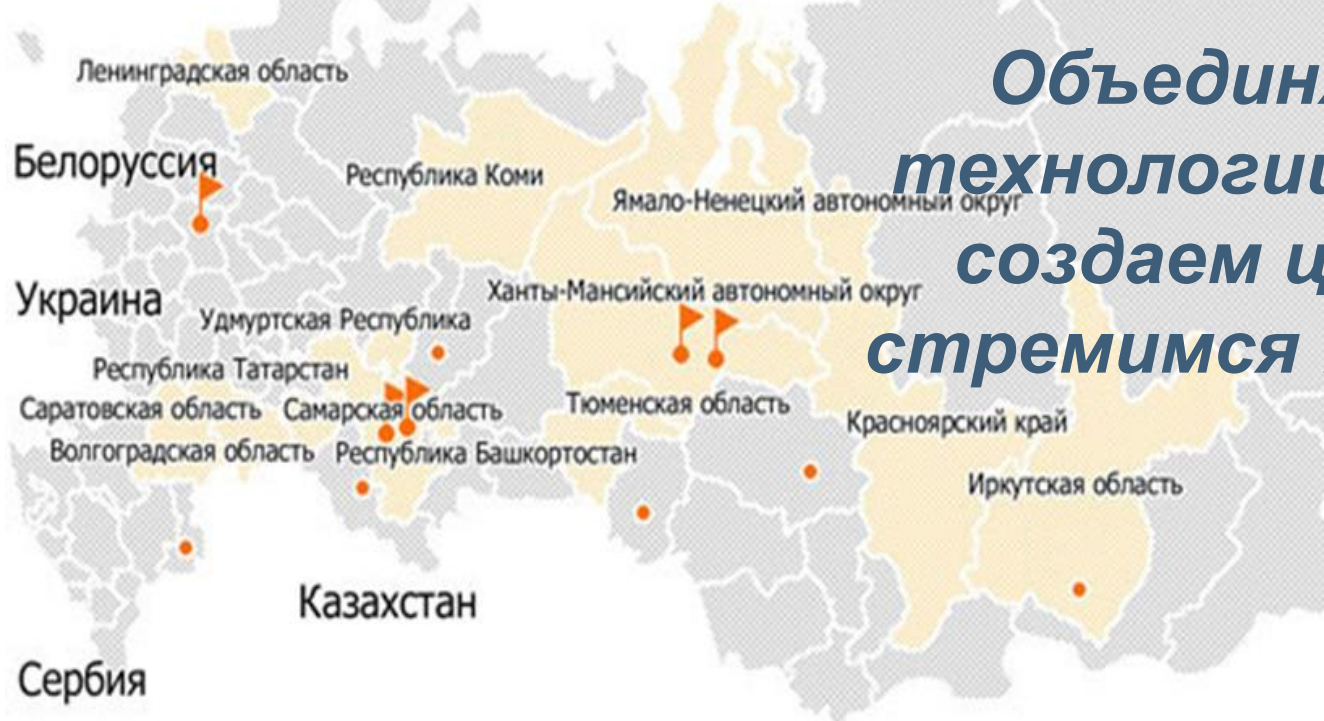 Объедин
Ленинградская область
Белоруссия
Республика Коми
технологии
Ямало-Ненецкий автономный округ
создаем ц
Украина
Ханты-Мансийский автономный округ
Удмуртская Республика
стремимся
Республика Татарстан
Саратовская область
Самарская область
Тюменская область
Красноярский край
Волгоградская область
Республика Башкортостан
Иркутская область
Казахстан
Сербия